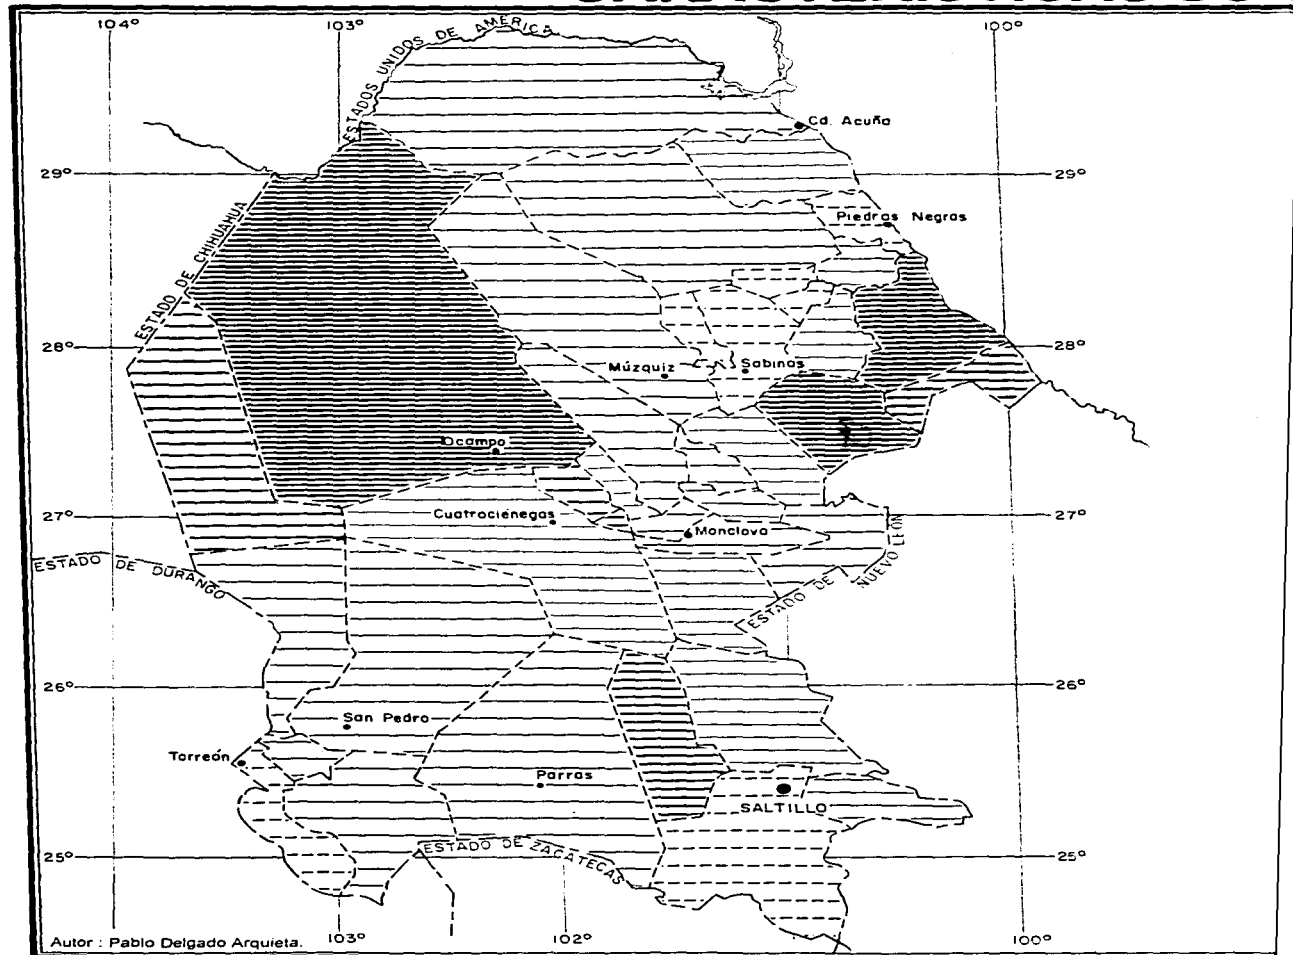 104°
103°
100°
ESTADOS UNIDOS DE AMÉRICA
Cd. Acuña
29°
29°
ESTADO DE CHIHUAHUA
Piedras Negras
28°
28°
Múzquiz
Sabinas
Ocampo
27°
27°
Cuatrociénegas
Monclova
ESTADO DE DURANGO
ESTADO DE NUEVO LEÓN
26°
26°
San Pedro
Torreón
Parras
SALTILLO
25°
25°
ESTADO DE ZACATECAS
Autor : Pablo Delgado Arquieta.
103°
102°
100°